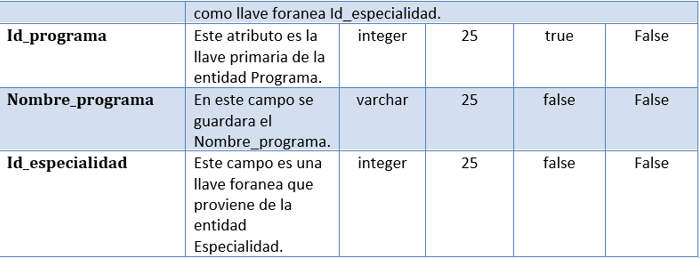 como llave foranea Id_especialidad.
Id_programa Este atributo es la integer 25 true False
llave primaria de la
entidad Programa.
Nombre_programa En este campo se varchar 25 false False
guardara el
Nombre_programa.
Id_especialidad Este campo es una integer 25 false False
llave foranea que
proviene de la
entidad
Especialidad.